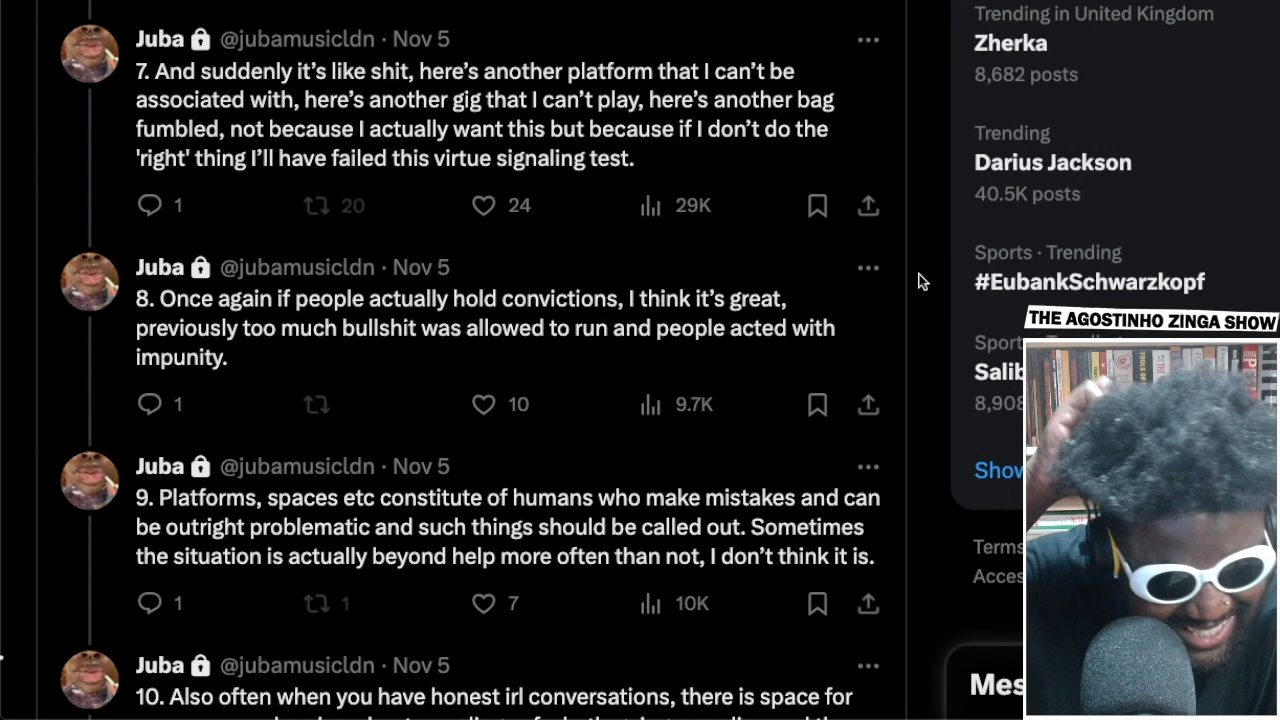 Juba @jubamusicldn · Nov 5
7. And suddenly it's like shit, here's another platform that I can't be
associated with, here's another gig that I can't play, here's another bag
fumbled, not because I actually want this but because if I don't do the
'right' thing I'll have failed this virtue signaling test.
1 20 24 29K
Juba @jubamusicldn · Nov 5
8. Once again if people actually hold convictions, I think it's great,
previously too much bullshit was allowed to run and people acted with
impunity.
1 10 9.7K
Juba @jubamusicldn · Nov 5
9. Platforms, spaces etc constitute of humans who make mistakes and can
be outright problematic and such things should be called out. Sometimes
the situation is actually beyond help more often than not, I don't think it is.
1 1 7 10K
Juba @jubamusicldn · Nov 5
10. Also often when you have honest irl conversations, there is space for
Trending in United Kingdom
Zherka
8,682 posts
Trending
Darius Jackson
40.5K posts
Sports · Trending
#EubankSchwarzkopf
THE AGOSTINHO ZINGA SHOW
Sport
Salib
8,908
Show
Terms
Acces
Mes